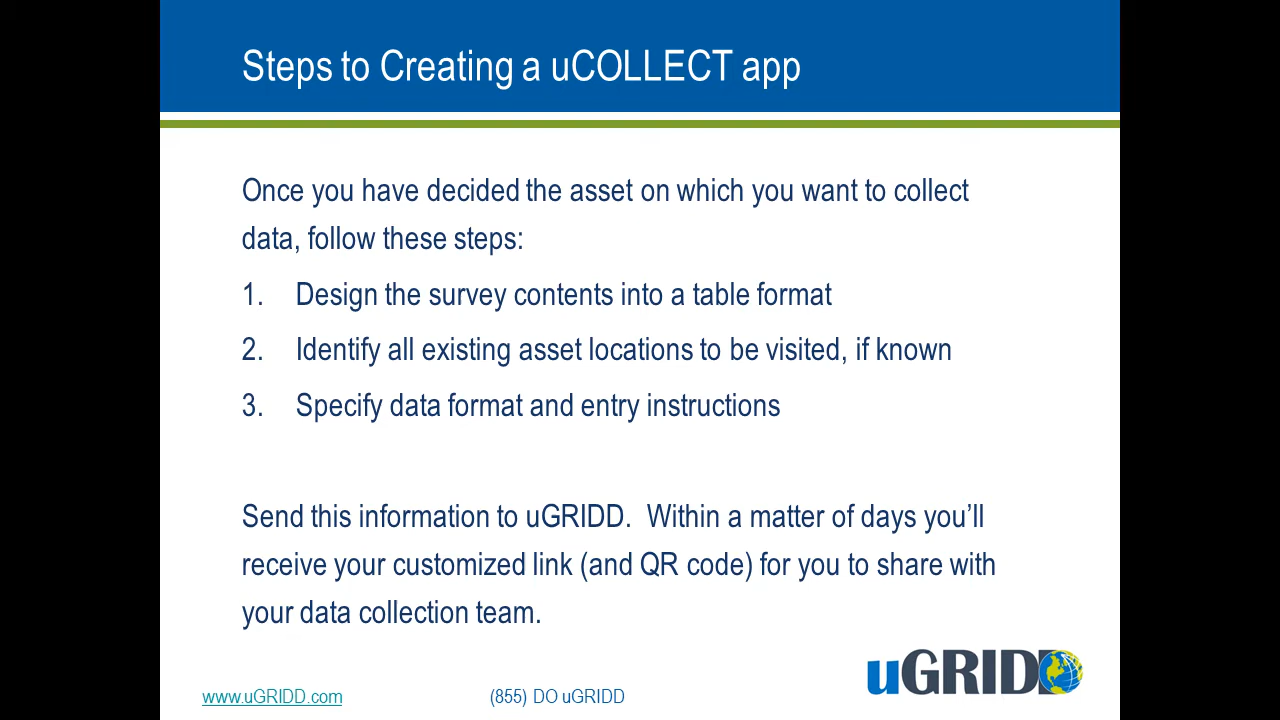 Steps to Creating a uCOLLECT app
Once you have decided the asset on which you want to collect
data, follow these steps:
1. Design the survey contents into a table format
2. Identify all existing asset locations to be visited, if known
3. Specify data format and entry instructions
Send this information to uGRIDD.  Within a matter of days you’ll
receive your customized link (and QR code) for you to share with
your data collection team.
uGRIDD
www.uGRIDD.com (855) DO uGRIDD